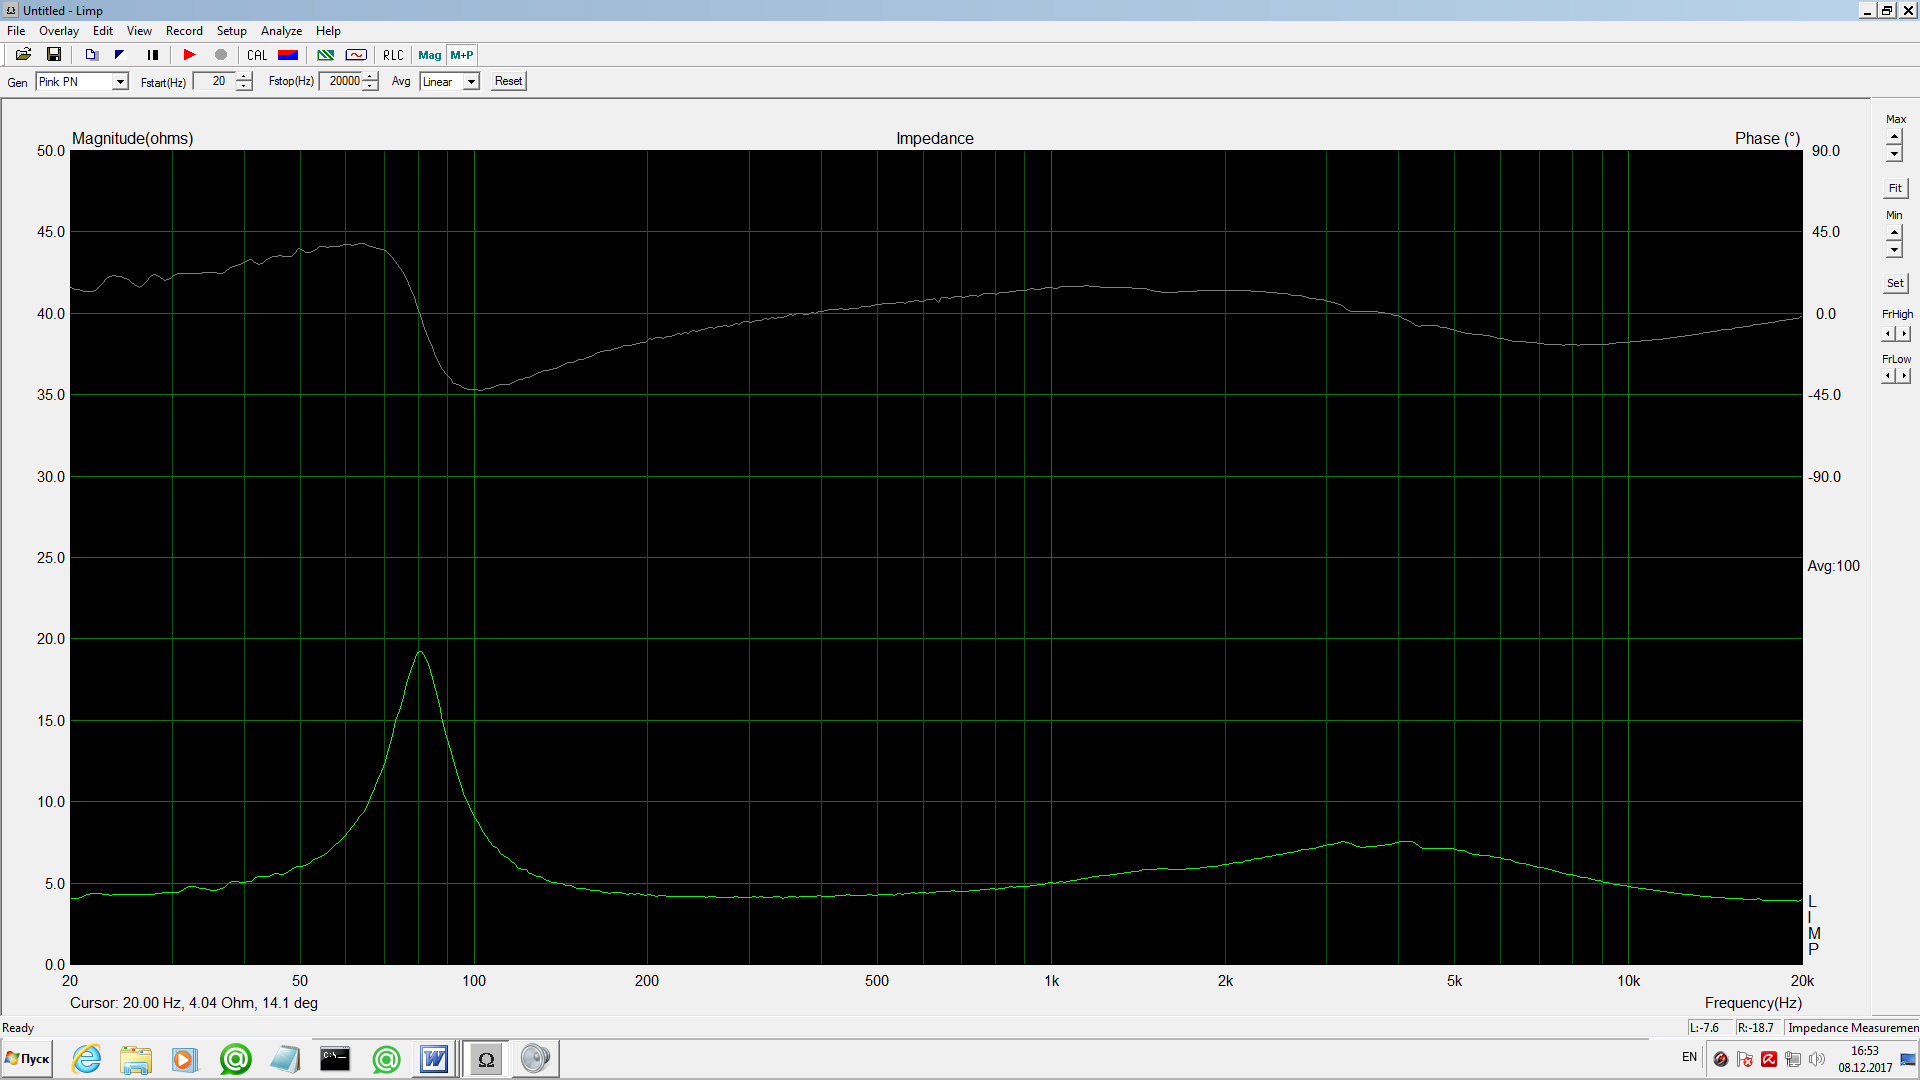 Untitled - Limp
File Overlay Edit View Record Setup Analyze Help
CAL RLC Mag M+P
Gen Pink PN Fstart(Hz) 20 Fstop(Hz) 20000 Avg Linear Reset
Magnitude(ohms) Impedance Phase (°)
50.0 90.0
45.0 45.0
40.0 0.0
35.0 -45.0
30.0 -90.0
25.0
Avg:100
20.0
15.0
10.0
5.0
0.0
L
I
M
P
20 50 100 200 500 1k 2k 5k 10k 20k
Cursor: 20.00 Hz, 4.04 Ohm, 14.1 deg Frequency(Hz)
Max
Fit
Min
Set
FrHigh
FrLow
Ready L:-7.6 R:-18.7 Impedance Measuremen
Пуск C:\_ W Ω EN 16:53
08.12.2017